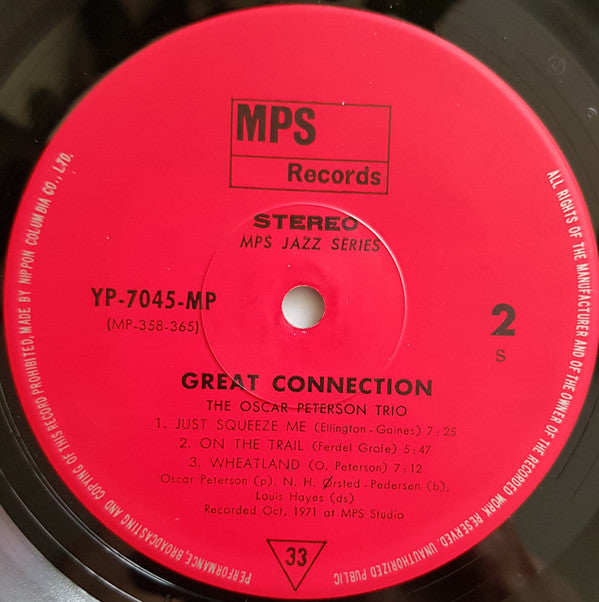 MPS
Records
STEREO
MPS JAZZ SERIES
YP-7045-MP
(MP-358-365)
2
S
GREAT CONNECTION
THE OSCAR PETERSON TRIO
1. JUST SQUEEZE ME (Ellington-Goines) 7:25
2. ON THE TRAIL (Ferdel Grofe) 5:47
3. WHEATLAND (O. Peterson) 7:12
Oscar Peterson (p), N. H. Ørsted-Pedersen (b),
Louis Hayes (ds)
Recorded Oct, 1971 at MPS Studio
33
ALL RIGHTS OF THE MANUFACTURER AND OF THE OWNER OF THE RECORDED WORK RESERVED. UNAUTHORIZED PUBLIC
PERFORMANCE, BROADCASTING AND COPYING OF THIS RECORD PROHIBITED, MADE BY NIPPON COLUMBIA CO., LTD.